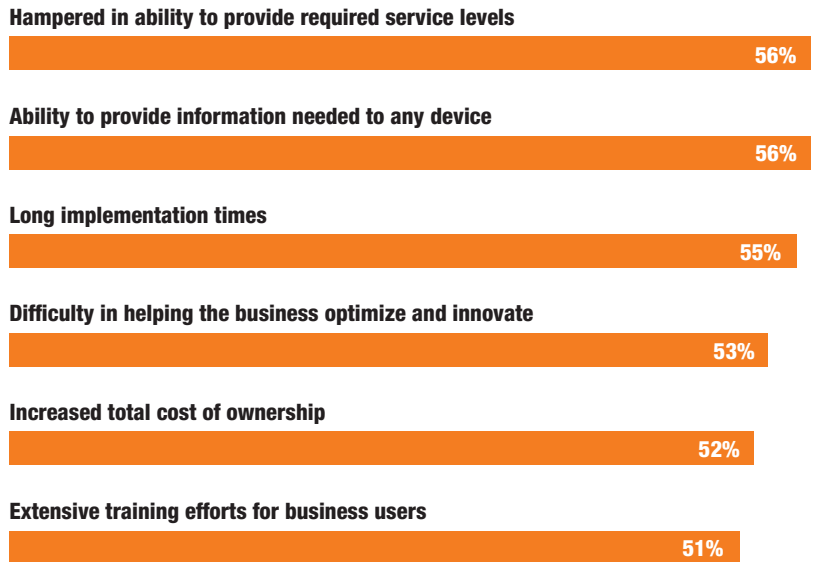 Hampered in ability to provide required service levels
56%
Ability to provide information needed to any device
56%
Long implementation times
55%
Difficulty in helping the business optimize and innovate
53%
Increased total cost of ownership
52%
Extensive training efforts for business users
51%